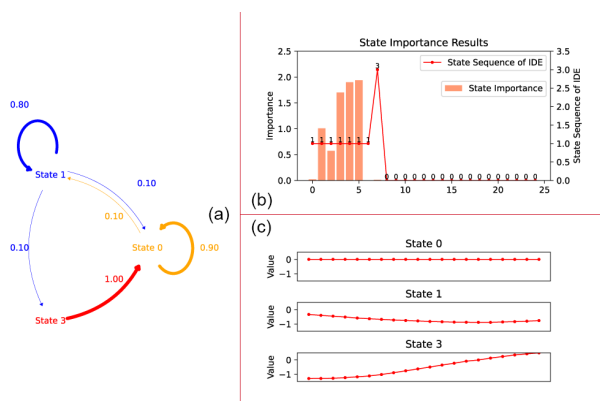 0.80
State 1
0.10
0.10
(a)
State 0
0.90
0.10
1.00
State 3
State Importance Results
2.5
2.0
1.5
1.0
0.5
0.0
Importance
State Sequence of IDE
State Importance
1 1 1 1 1 1 1 3 0 0 0 0 0 0 0 0 0 0 0 0 0 0 0 0 0
3.5
3.0
2.5
2.0
1.5
1.0
0.5
0.0
State Sequence of IDE
0 5 10 15 20 25
(b)
(c)
State 0
Value
0
−1
State 1
Value
0
−1
State 3
Value
0
−1